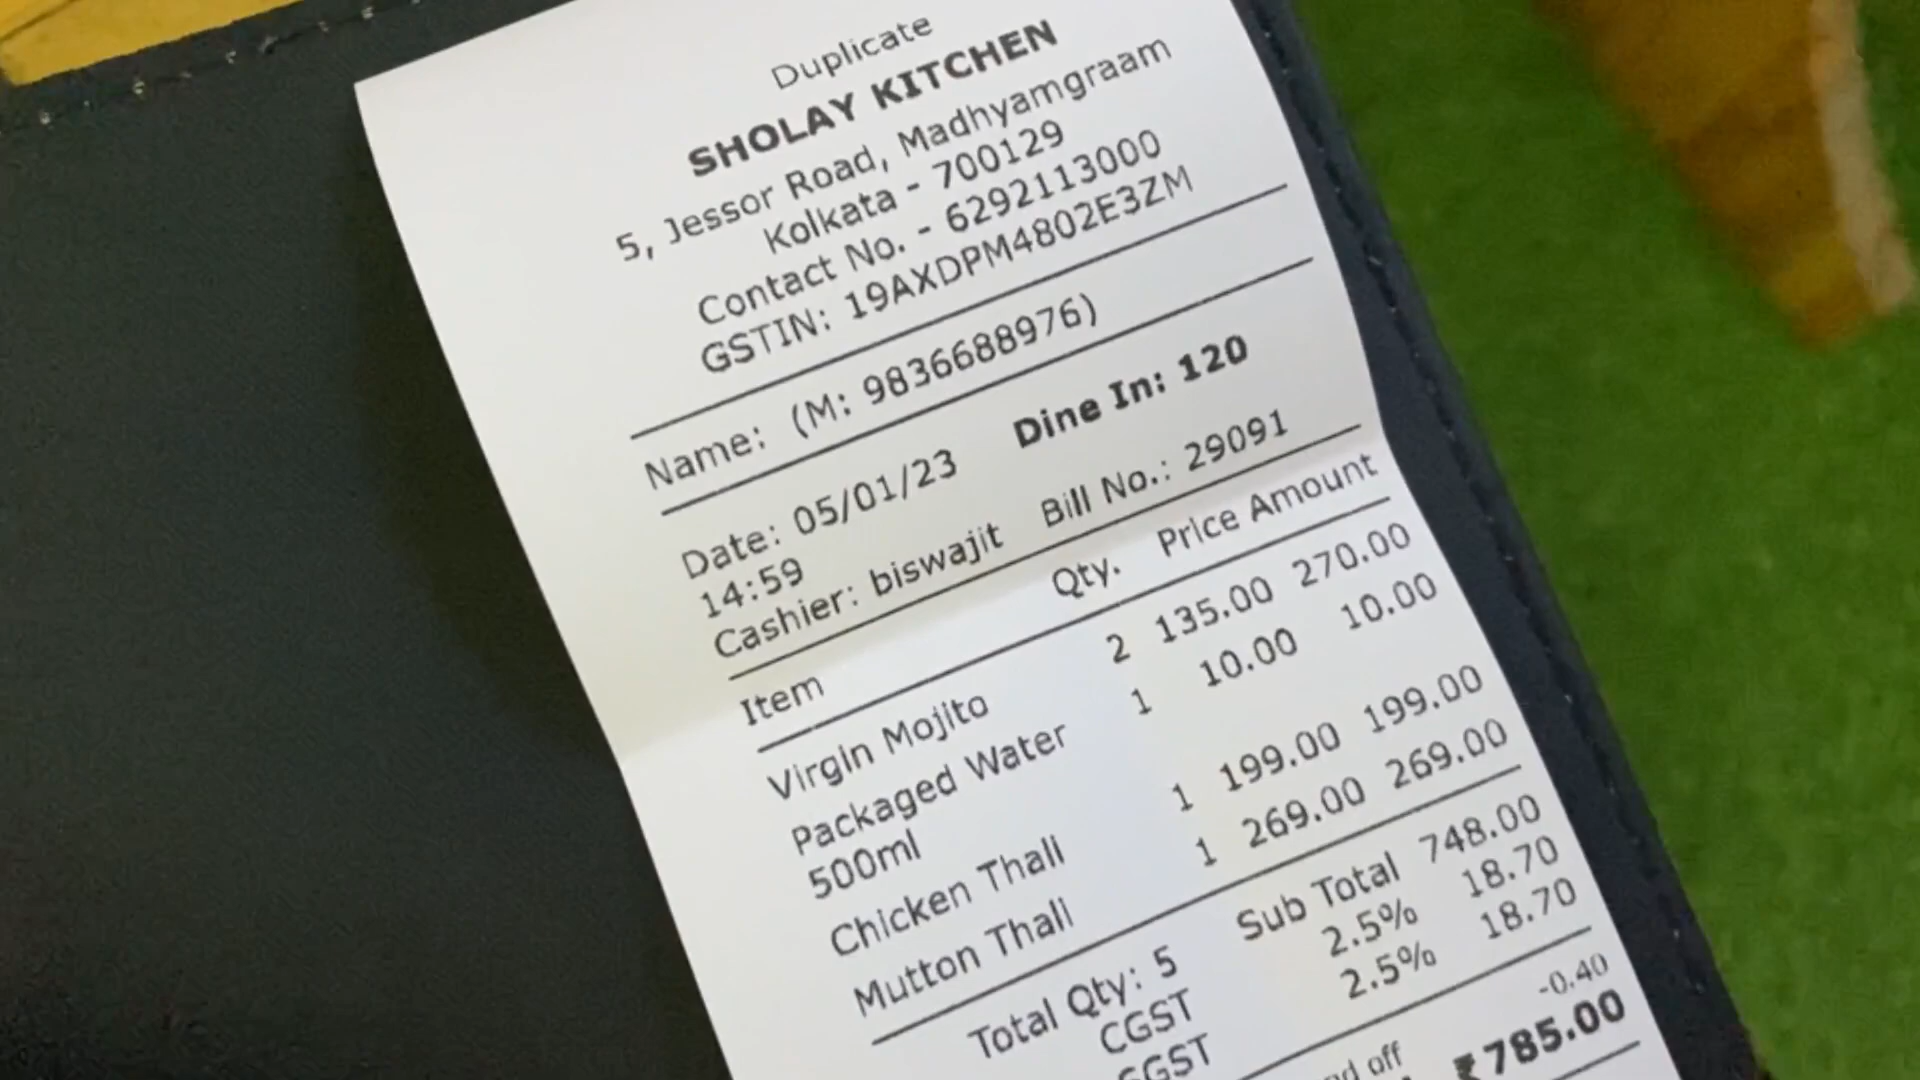 Duplicate
SHOLAY KITCHEN
5, Jessor Road, Madhyamgraam
Kolkata - 700129
Contact No. - 6292113000
GSTIN: 19AXDPM4802E3ZM
Name: (M: 9836688976)
Date: 05/01/23 Dine In: 120
14:59
Cashier: biswajit Bill No.: 29091
Item Qty. Price Amount
Virgin Mojito 2 135.00 270.00
Packaged Water 1 10.00 10.00
500ml
Chicken Thali 1 199.00 199.00
Mutton Thali 1 269.00 269.00
Total Qty: 5 Sub Total 748.00
CGST 2.5% 18.70
SGST 2.5% 18.70
off -0.40
₹785.00